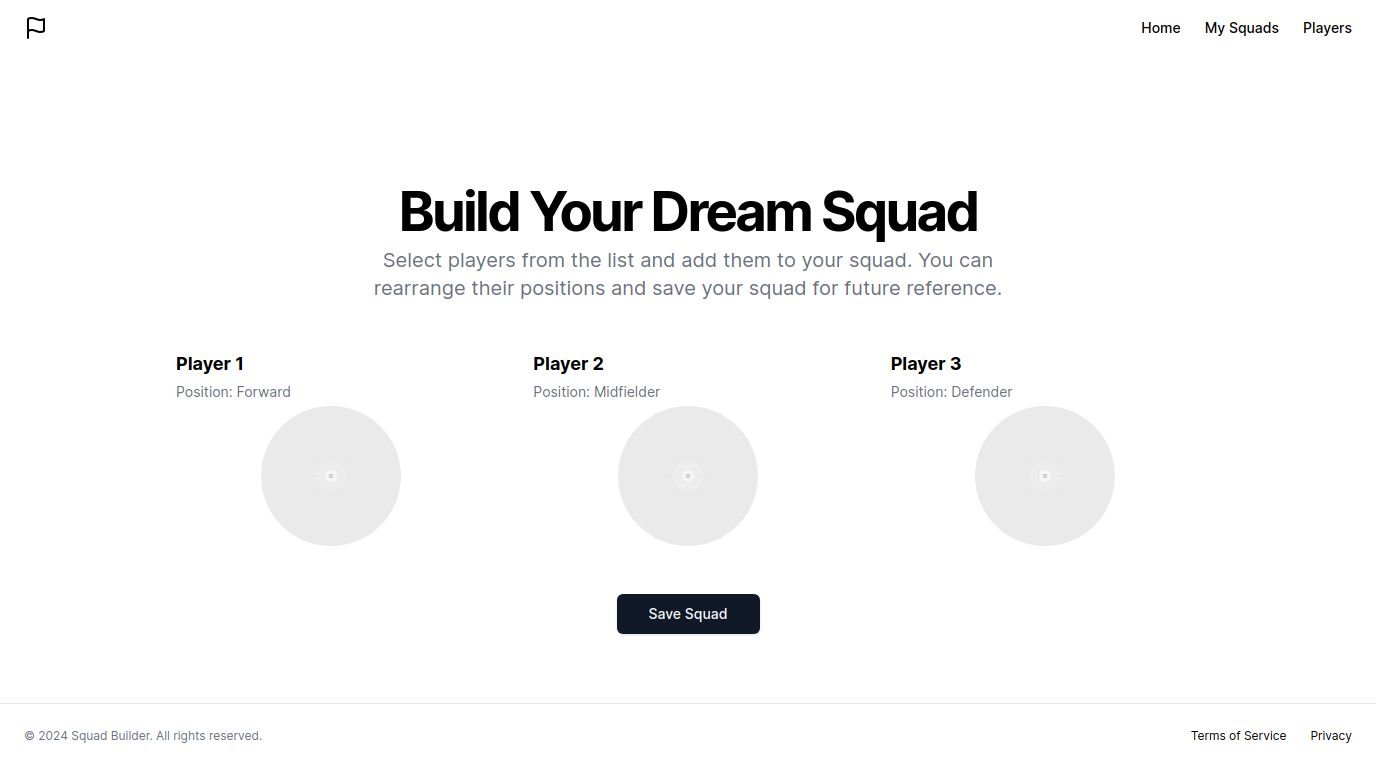 Home
My Squads
Players
Build Your Dream Squad
Select players from the list and add them to your squad. You can
rearrange their positions and save your squad for future reference.
Player 1
Position: Forward
Player 2
Position: Midfielder
Player 3
Position: Defender
Save Squad
© 2024 Squad Builder. All rights reserved.
Terms of Service
Privacy